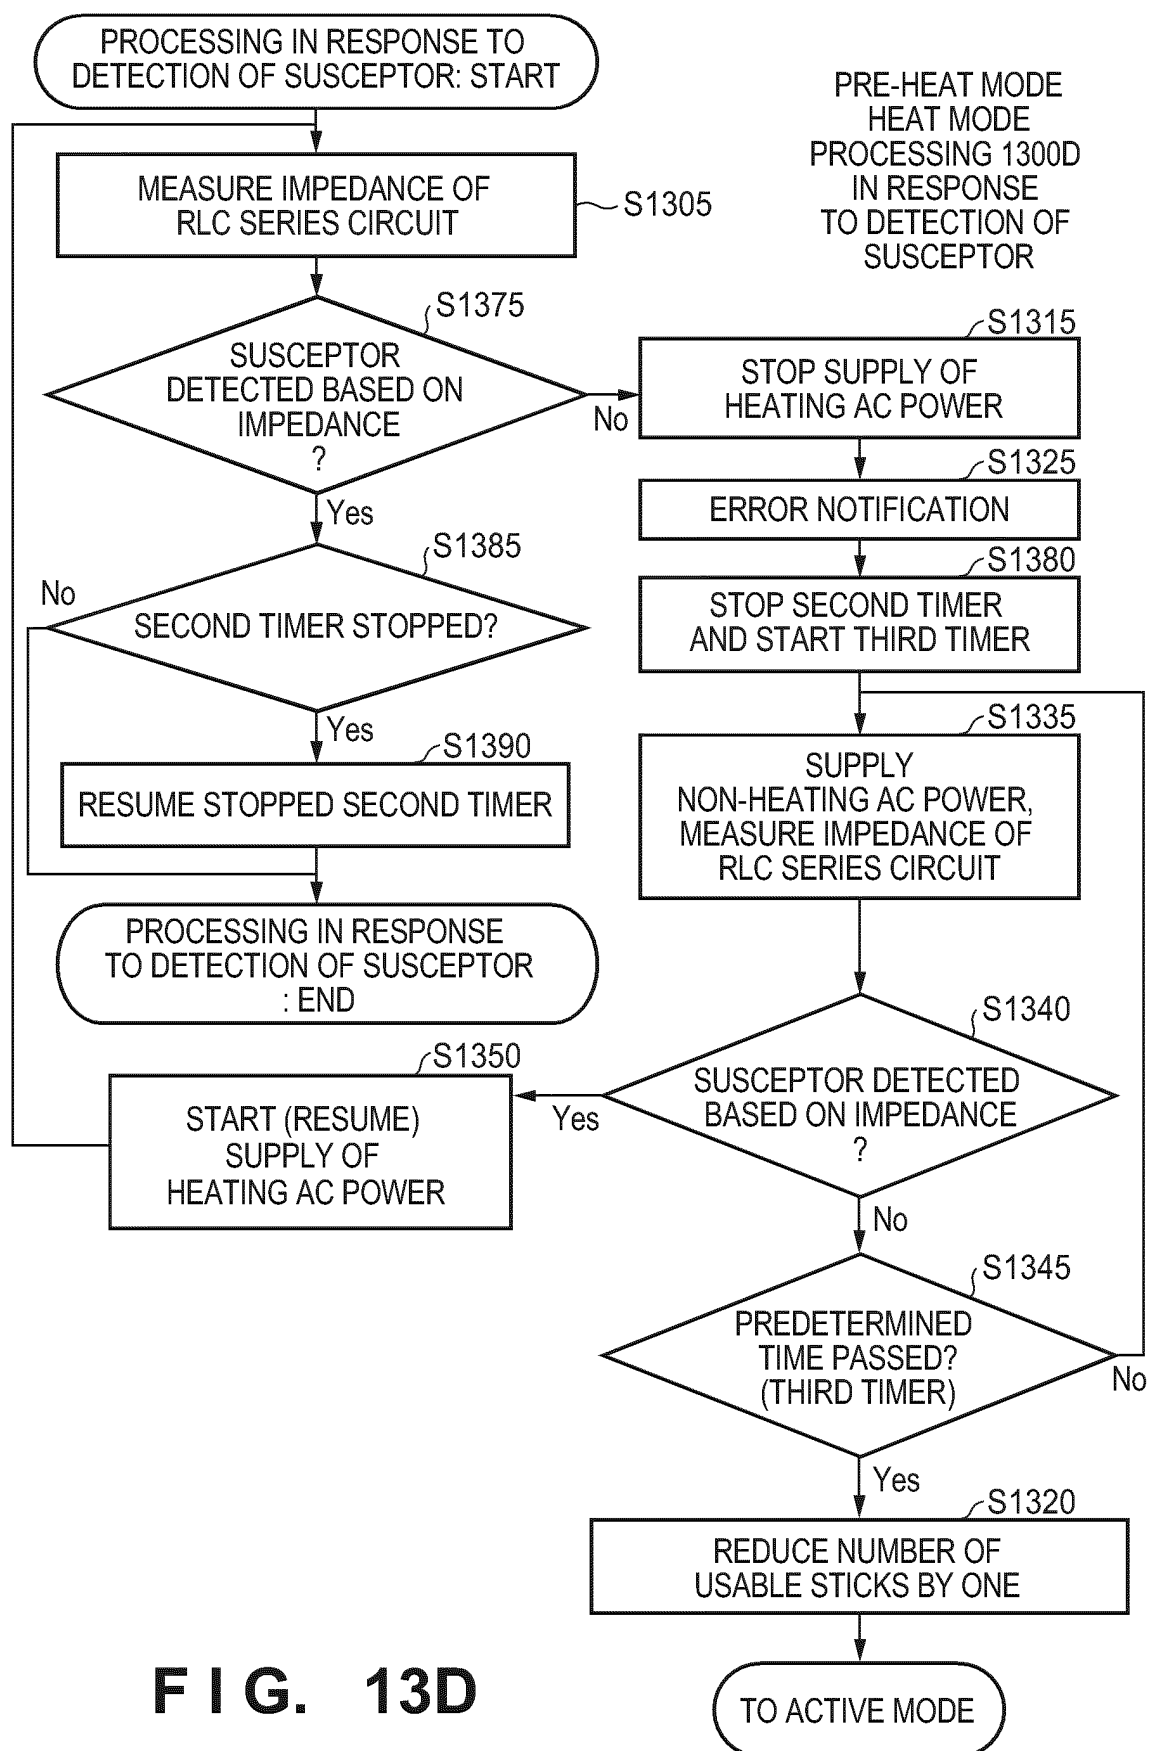 PROCESSING IN RESPONSE TO
DETECTION OF SUSCEPTOR: START
PRE-HEAT MODE
HEAT MODE
PROCESSING 1300D
IN RESPONSE
TO DETECTION OF
SUSCEPTOR
MEASURE IMPEDANCE OF
RLC SERIES CIRCUIT
S1305
S1375
SUSCEPTOR
DETECTED BASED ON
IMPEDANCE
?
No
Yes
S1315
STOP SUPPLY OF
HEATING AC POWER
S1325
ERROR NOTIFICATION
S1380
STOP SECOND TIMER
AND START THIRD TIMER
S1385
SECOND TIMER STOPPED?
No
Yes
S1390
RESUME STOPPED SECOND TIMER
PROCESSING IN RESPONSE
TO DETECTION OF SUSCEPTOR
: END
S1335
SUPPLY
NON-HEATING AC POWER,
MEASURE IMPEDANCE OF
RLC SERIES CIRCUIT
S1340
SUSCEPTOR DETECTED
BASED ON IMPEDANCE
?
Yes
No
S1350
START (RESUME)
SUPPLY OF
HEATING AC POWER
S1345
PREDETERMINED
TIME PASSED?
(THIRD TIMER)
No
Yes
S1320
REDUCE NUMBER OF
USABLE STICKS BY ONE
TO ACTIVE MODE
FIG. 13D